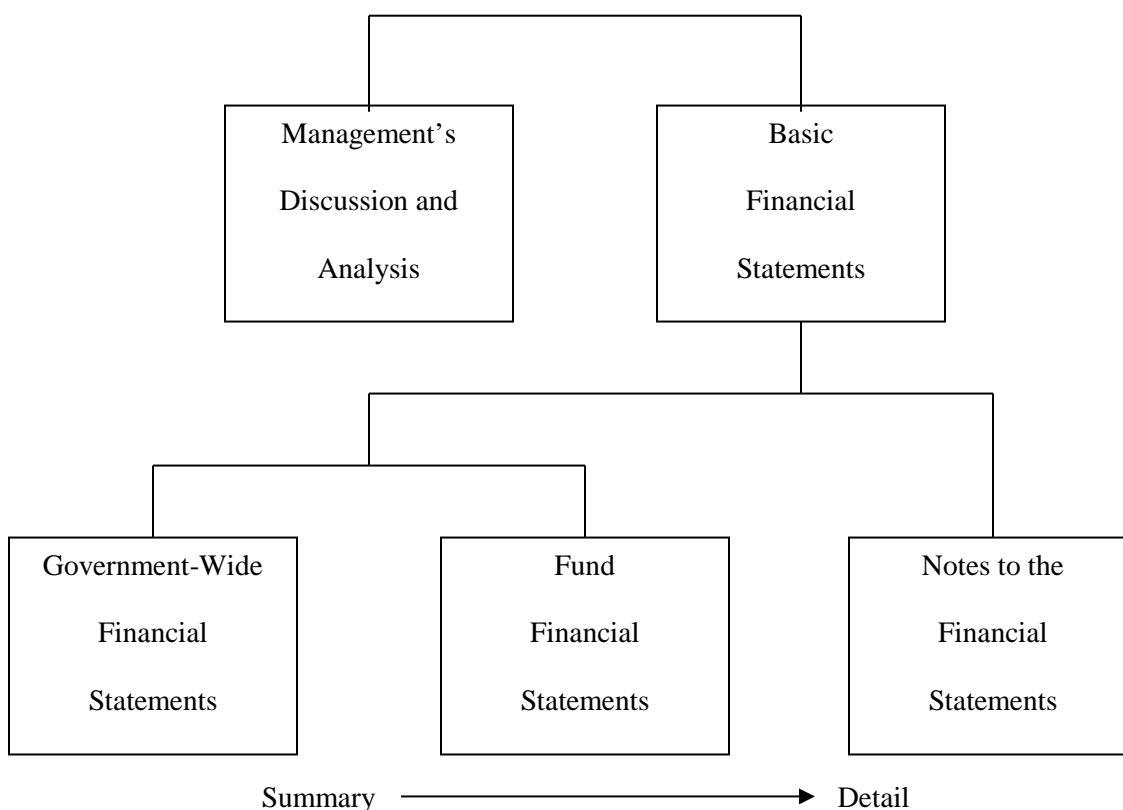 Management’s
Discussion and
Analysis
Basic
Financial
Statements
Government-Wide
Financial
Statements
Fund
Financial
Statements
Notes to the
Financial
Statements
Summary
Detail